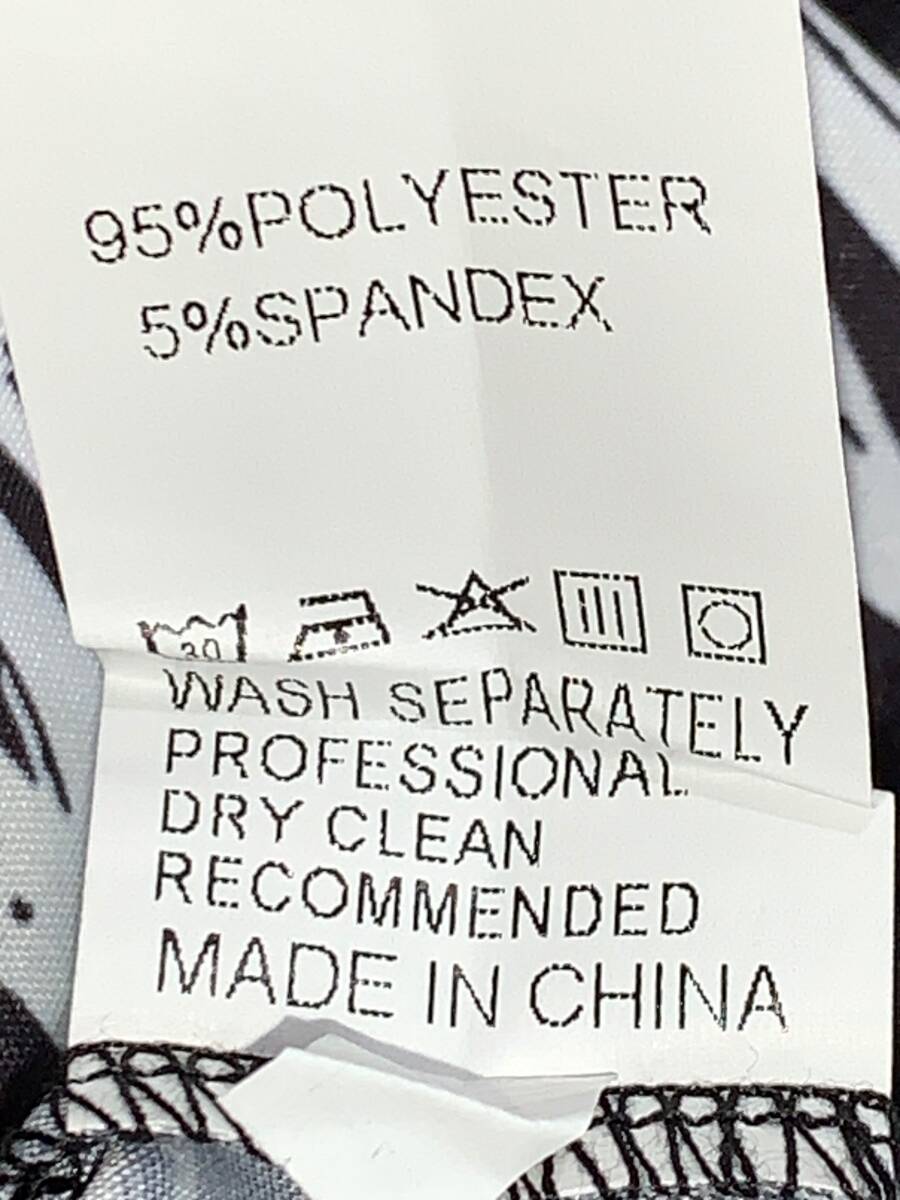 95%POLYESTER
5%SPANDEX
30
WASH SEPARATELY
PROFESSIONAL
DRY CLEAN
RECOMMENDED
MADE IN CHINA